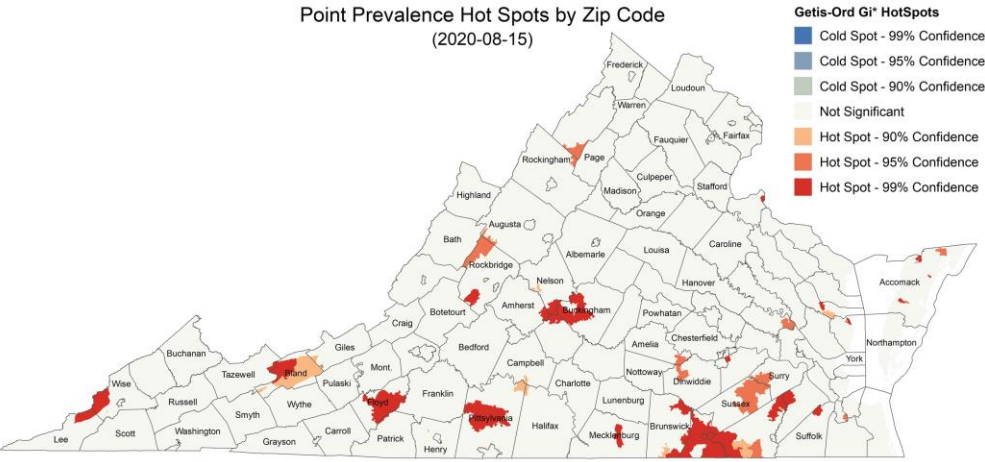 Point Prevalence Hot Spots by Zip Code
(2020-08-15)
Getis-Ord Gi* HotSpots
Cold Spot - 99% Confidence
Cold Spot - 95% Confidence
Cold Spot - 90% Confidence
Not Significant
Hot Spot - 90% Confidence
Hot Spot - 95% Confidence
Hot Spot - 99% Confidence
Frederick
Loudoun
Warren
Fairfax
Fauquier
Rockingham
Page
Culpeper
Stafford
Madison
Highland
Orange
Augusta
Caroline
Bath
Louisa
Albemarle
Rockbridge
Nelson
Hanover
Accomack
Amherst
Buckingham
Powhatan
Botetourt
Craig
Chesterfield
Northampton
Giles
Bedford
Amelia
York
Buchanan
Campbell
Nottoway
Tazewell
Bland
Mont.
Surry
Wise
Pulaski
Charlotte
Dinwiddie
Franklin
Russell
Wythe
Floyd
Lunenburg
Sussex
Smyth
Pittsylvania
Halifax
Brunswick
Lee
Scott
Washington
Grayson
Carroll
Patrick
Henry
Mecklenburg
Suffolk